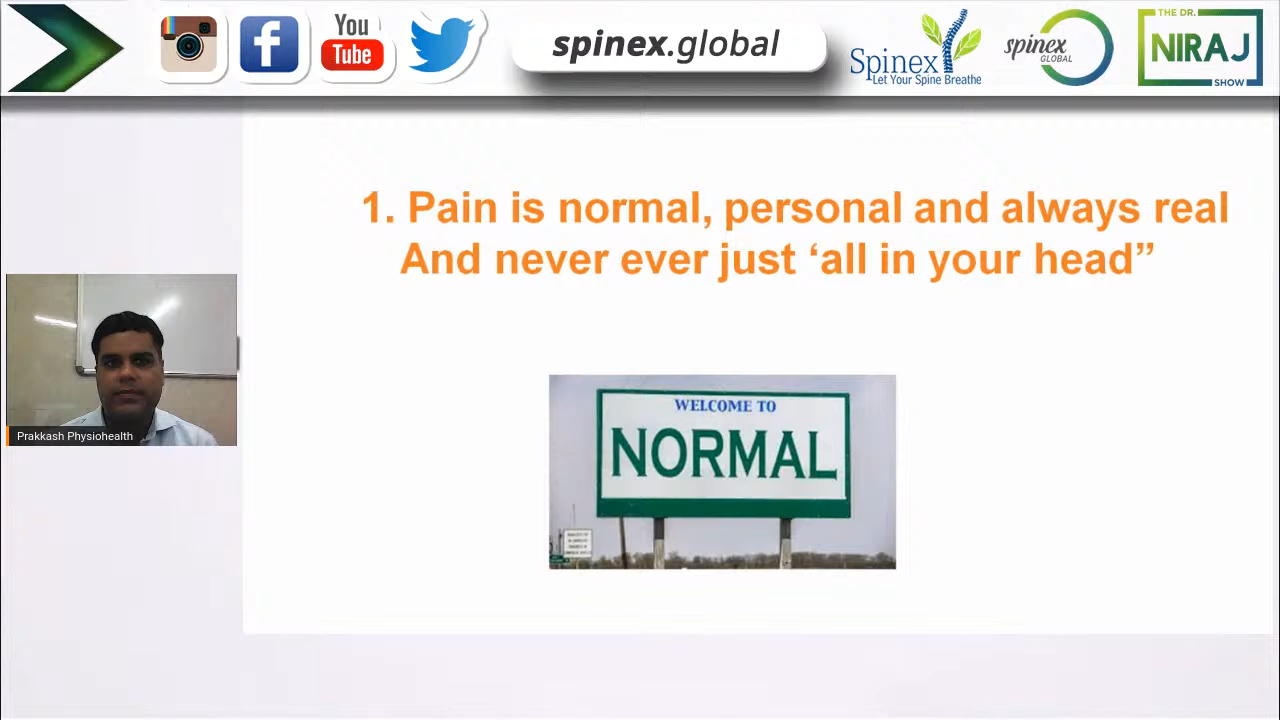 You
Tube
spinex.global
Spinex
Let Your Spine Breathe
spinex
GLOBAL
THE DR.
NIRAJ
SHOW
1. Pain is normal, personal and always real
And never ever just ‘all in your head”
WELCOME TO
NORMAL
Prakkash Physiohealth